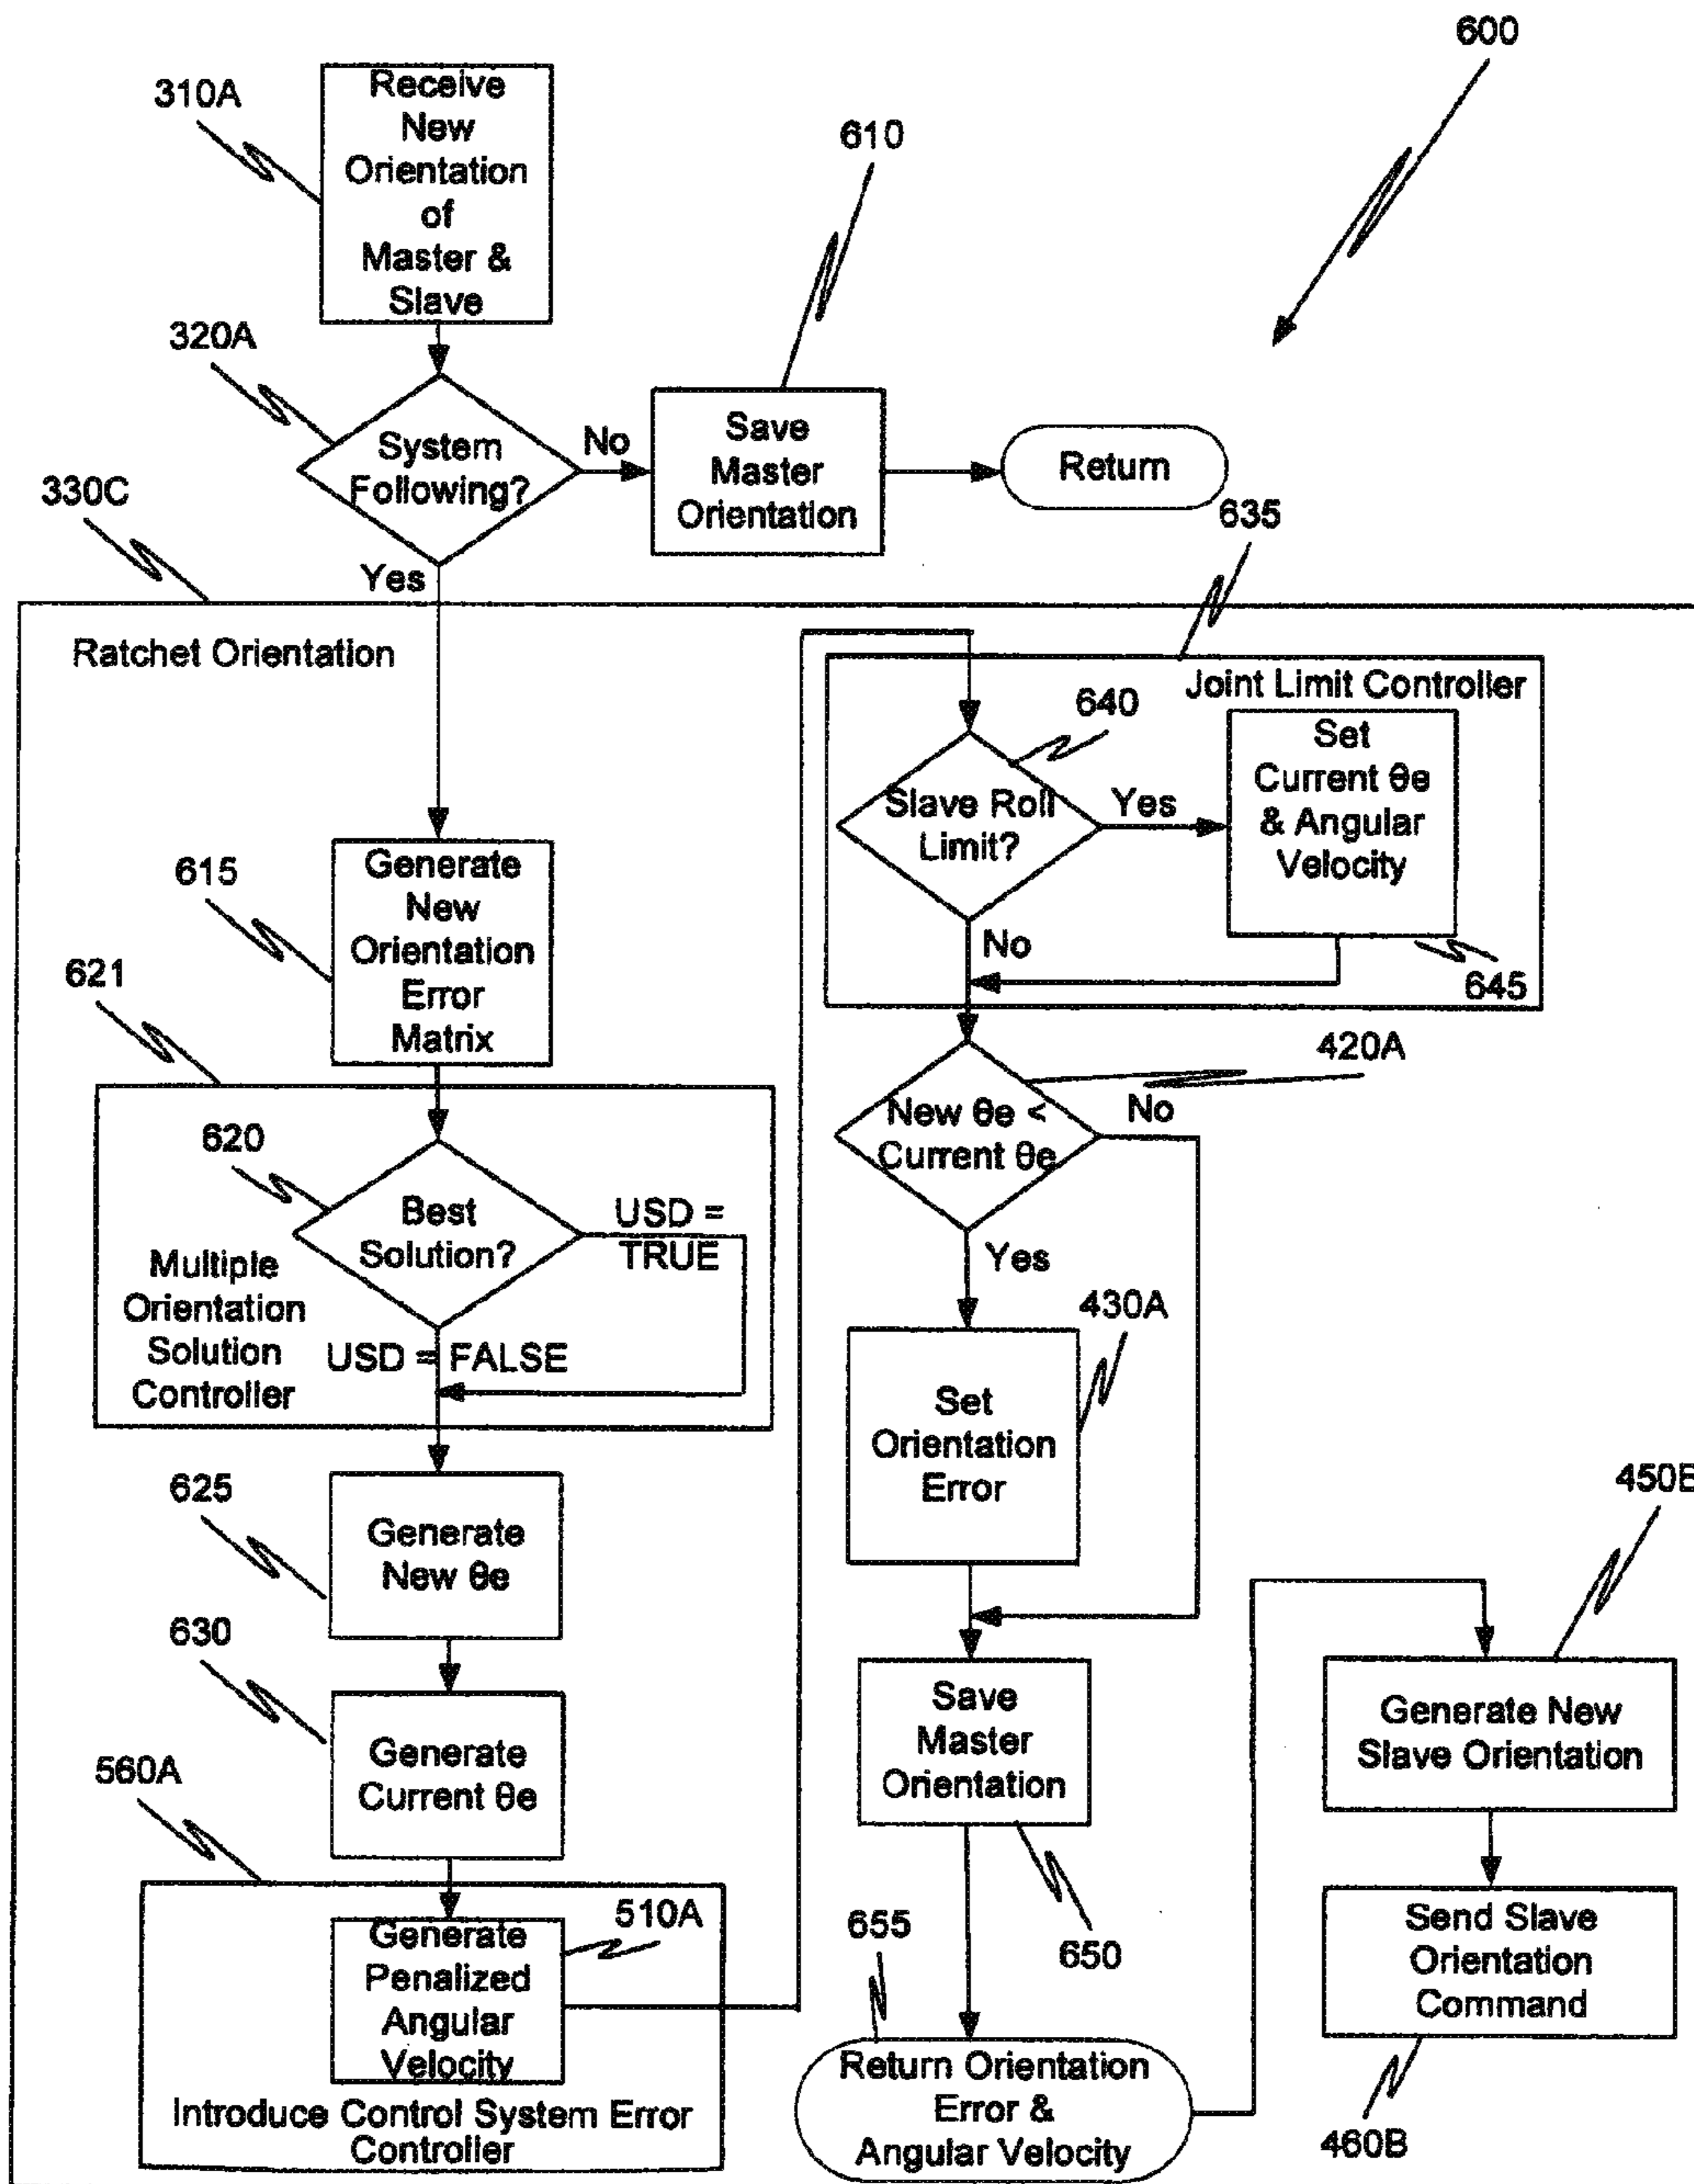 600
310A
Receive
New
Orientation
of
Master &
Slave
610
320A
System
Following?
No
Save
Master
Orientation
Return
330C
Yes
635
Ratchet Orientation
Joint Limit Controller
640
Slave Roll
Limit?
Yes
Set
Current θe
& Angular
Velocity
No
645
615
Generate
New
Orientation
Error
Matrix
621
620
Best
Solution?
USD =
TRUE
Multiple
Orientation
Solution
Controller
USD = FALSE
420A
New θe <
Current θe
No
Yes
430A
Set
Orientation
Error
625
Generate
New θe
630
Generate
Current θe
560A
510A
Generate
Penalized
Angular
Velocity
Introduce Control System Error
Controller
Save
Master
Orientation
650
655
Return Orientation
Error &
Angular Velocity
450B
Generate New
Slave Orientation
Send Slave
Orientation
Command
460B